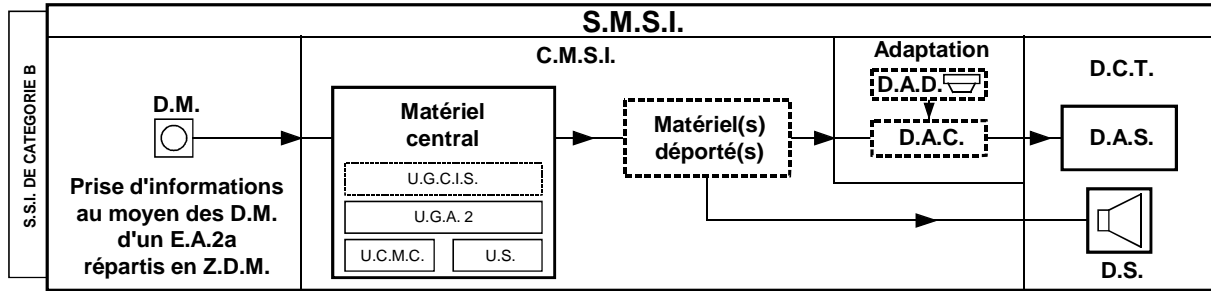 S.M.S.I.
S.S.I. DE CATEGORIE B
D.M.
Prise d'informations
au moyen des D.M.
d'un E.A.2a
répartis en Z.D.M.
C.M.S.I.
Matériel
central
U.G.C.I.S.
U.G.A. 2
U.C.M.C.
U.S.
Matériel(s)
déporté(s)
Adaptation
D.A.D.
D.A.C.
D.C.T.
D.A.S.
D.S.